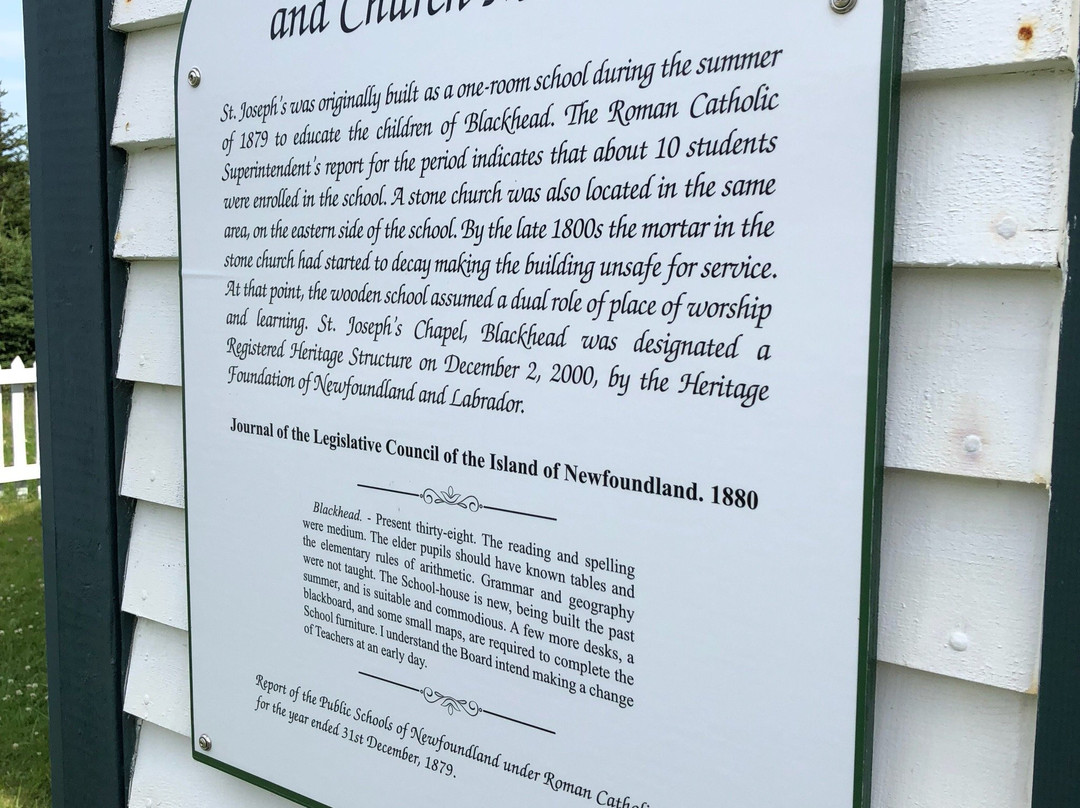 and Church
St. Joseph's was originally built as a one-room school during the summer
of 1879 to educate the children of Blackhead. The Roman Catholic
Superintendent's report for the period indicates that about 10 students
were enrolled in the school. A stone church was also located in the same
area, on the eastern side of the school. By the late 1800s the mortar in the
stone church had started to decay making the building unsafe for service.
At that point, the wooden school assumed a dual role of place of worship
and learning. St. Joseph's Chapel, Blackhead was designated a
Registered Heritage Structure on December 2, 2000, by the Heritage
Foundation of Newfoundland and Labrador.
Journal of the Legislative Council of the Island of Newfoundland. 1880
Blackhead. - Present thirty-eight. The reading and spelling
were medium. The elder pupils should have known tables and
the elementary rules of arithmetic. Grammar and geography
were not taught. The School-house is new, being built the past
summer, and is suitable and commodious. A few more desks, a
blackboard, and some small maps, are required to complete the
School furniture. I understand the Board intend making a change
of Teachers at an early day.
Report of the Public Schools of Newfoundland under Roman
for the year ended 31st December, 1879.